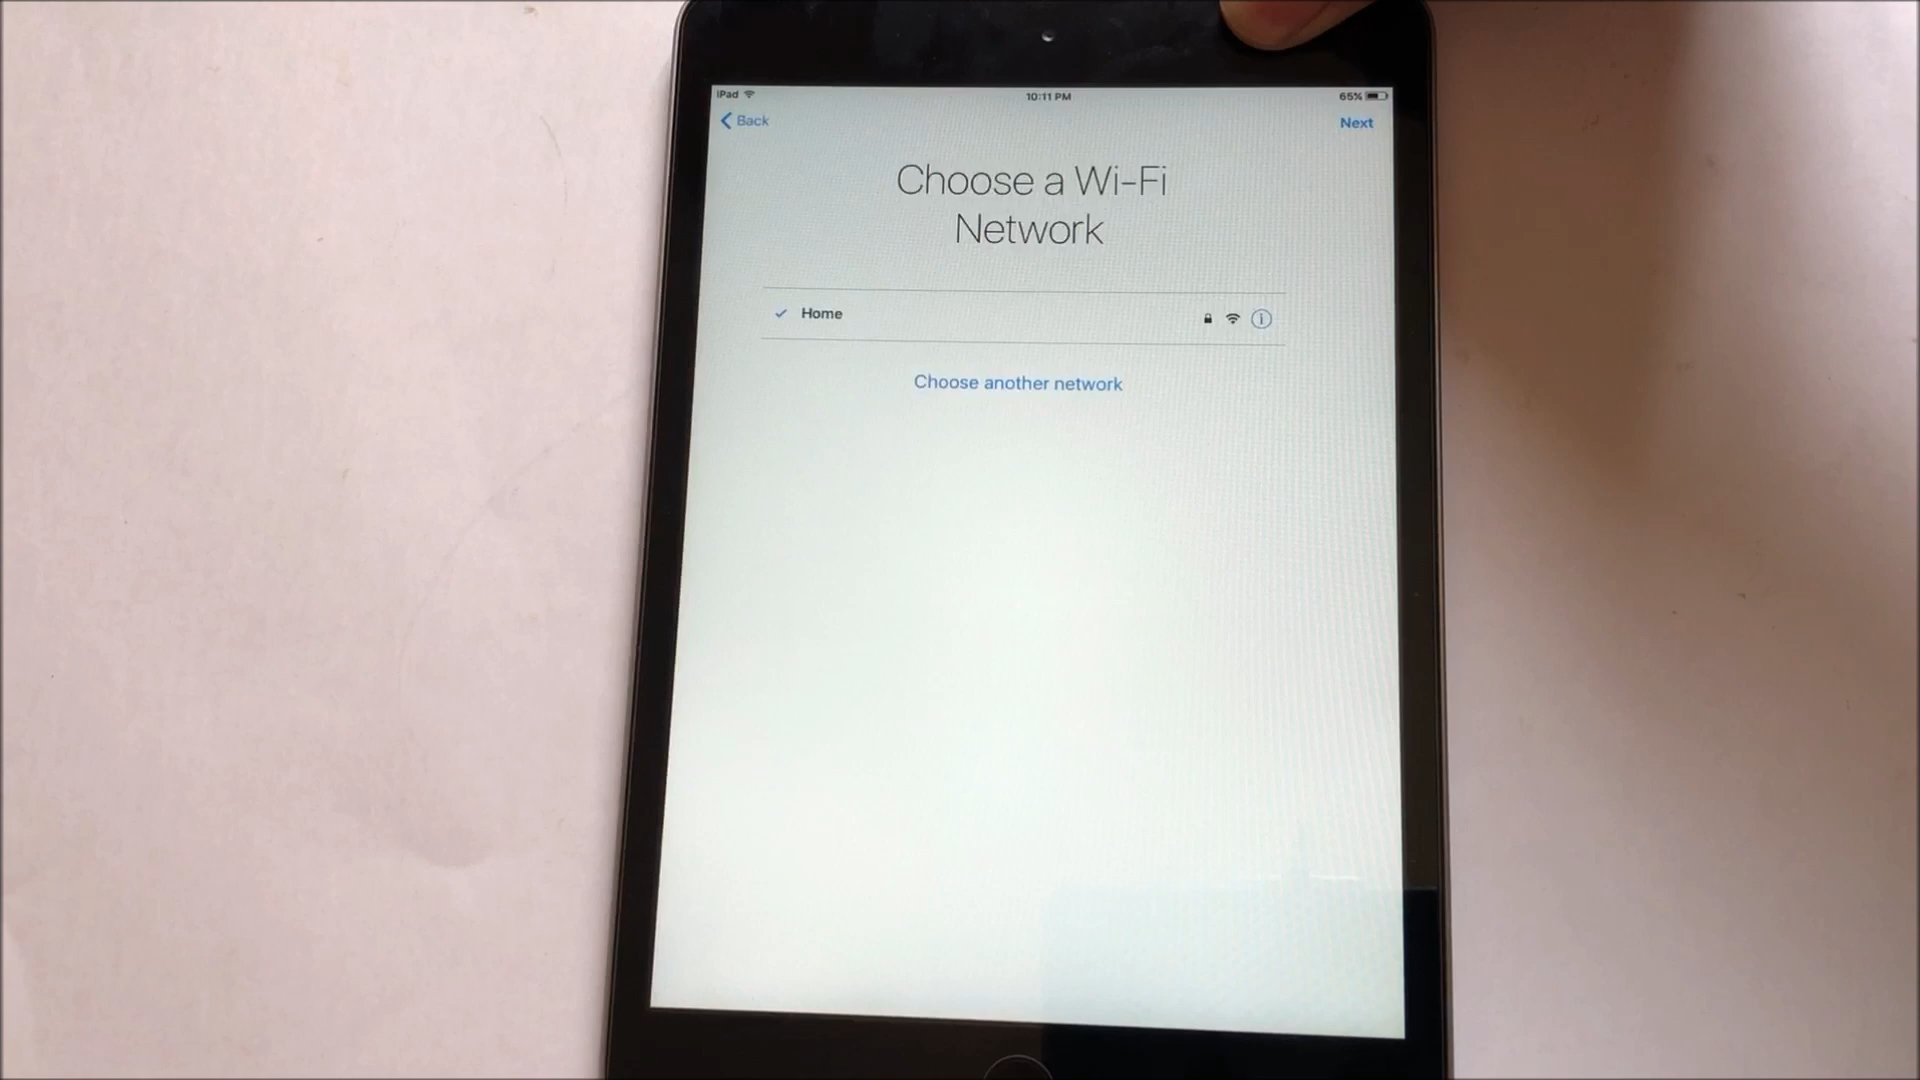 iPad
10:11 PM
65%
Back
Next
Choose a Wi-Fi
Network
Home
Choose another network